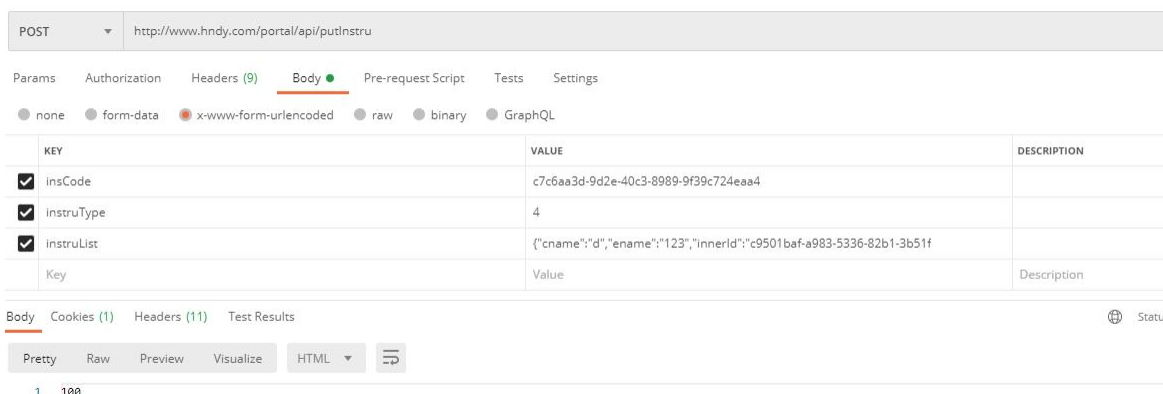 POST http://www.hndy.com/portal/api/putInstru
Params Authorization Headers (9) Body Pre-request Script Tests Settings
none form-data x-www-form-urlencoded raw binary GraphQL
KEY VALUE DESCRIPTION
insCode c7c6aa3d-9d2e-40c3-8989-9f39c724eaa4
instruType 4
instruList {"cname":"d","ename":"123","innerId":"c9501baf-a983-5336-82b1-3b51f
Key Value Description
Body Cookies (1) Headers (11) Test Results Statu
Pretty Raw Preview Visualize HTML
1 100